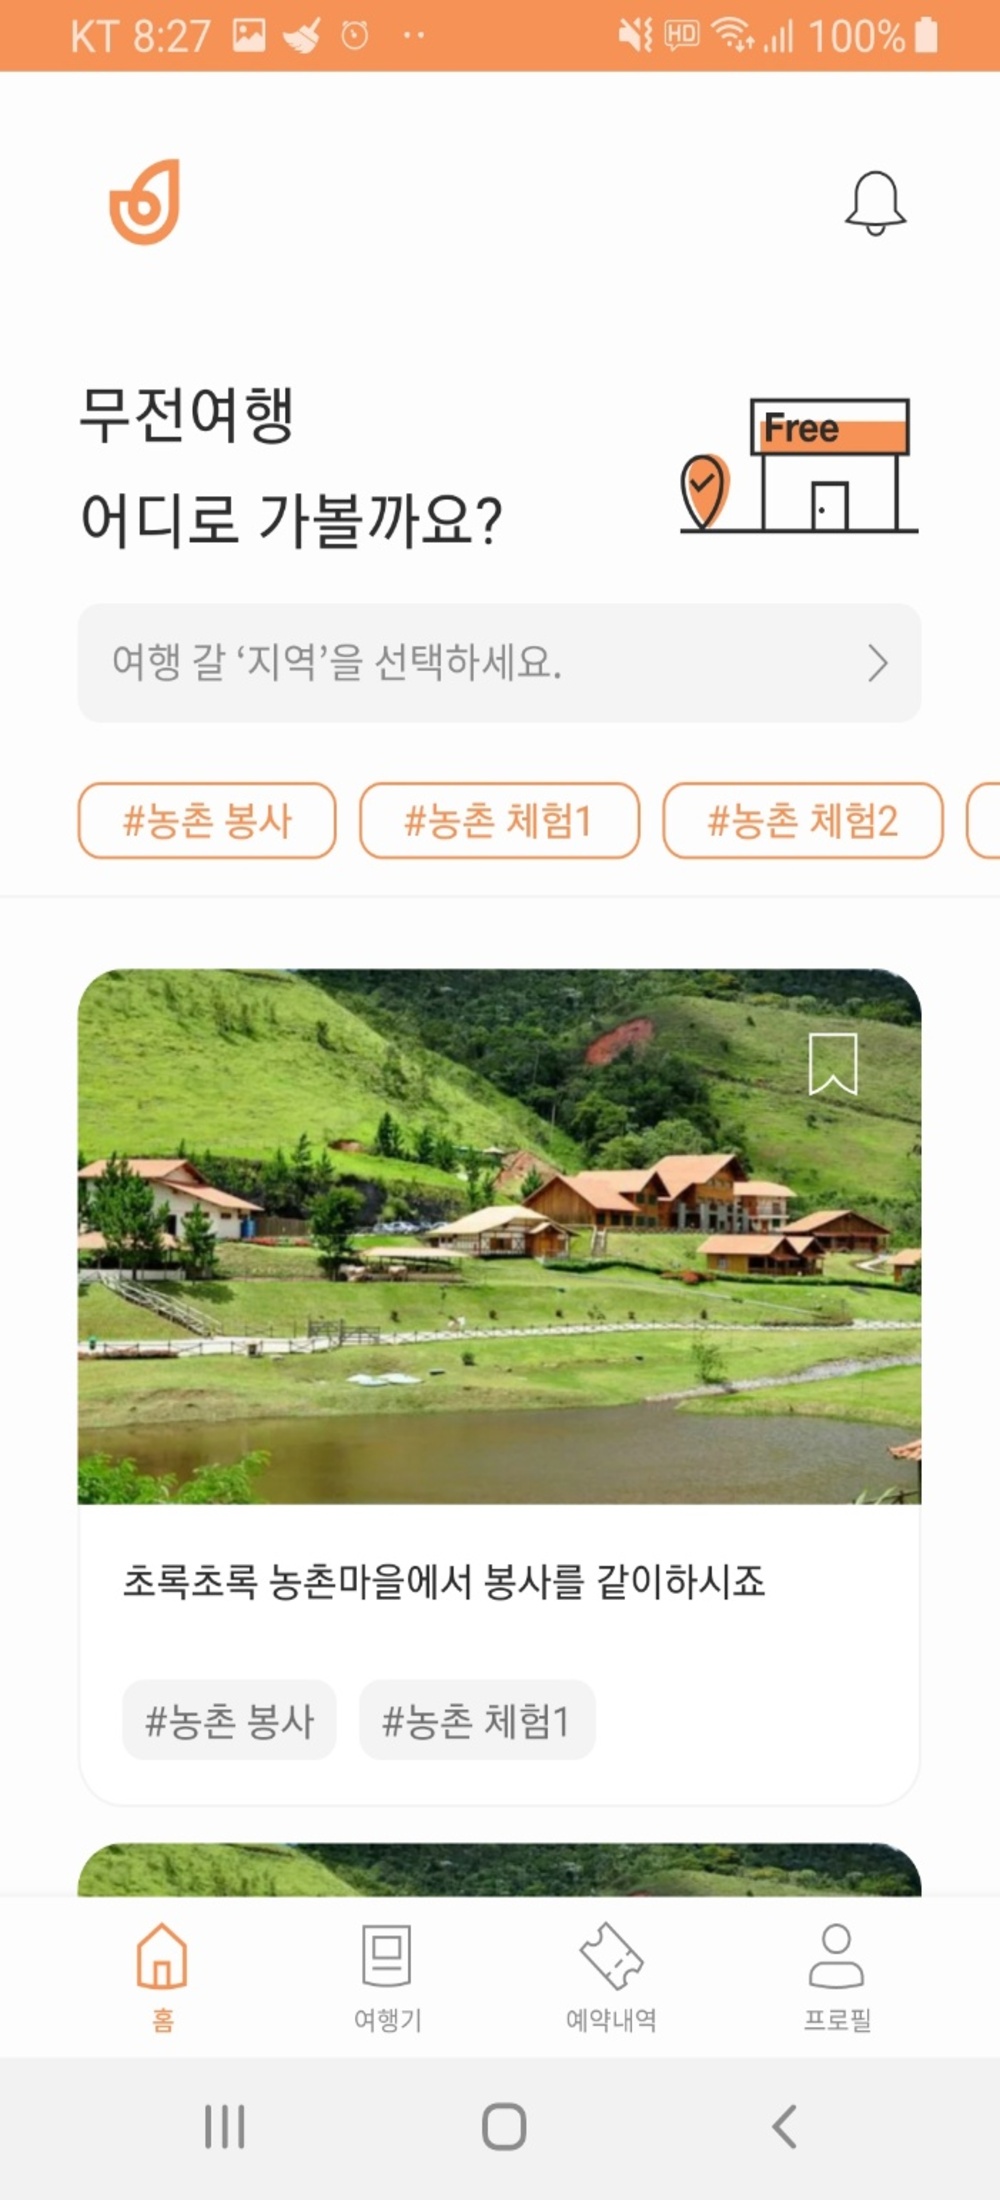 KT 8:27 HD 100%
무전여행
어디로 가볼까요?
Free
여행 갈 ‘지역’을 선택하세요.
#농촌 봉사 #농촌 체험1 #농촌 체험2
초록초록 농촌마을에서 봉사를 같이하시죠
#농촌 봉사 #농촌 체험1
홈 여행기 예약내역 프로필